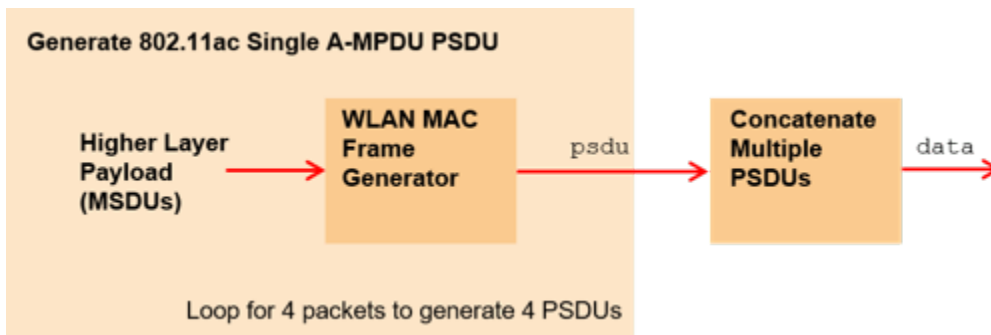 Generate 802.11ac Single A-MPDU PSDU
Higher Layer
Payload
(MSDUs)
WLAN MAC
Frame
Generator
psdu
Concatenate
Multiple
PSDUs
data
Loop for 4 packets to generate 4 PSDUs